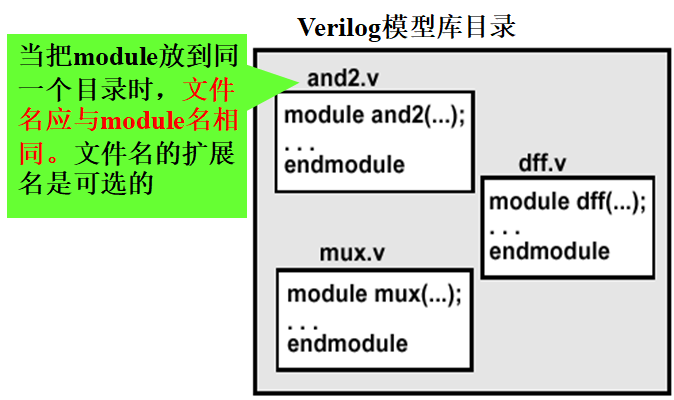 Verilog模型库目录
当把module放到同
一个目录时，文件
名应与module名相
同。文件名的扩展
名是可选的
and2.v
module and2(...);
. . .
endmodule
dff.v
module dff(...);
. . .
endmodule
mux.v
module mux(...);
. . .
endmodule